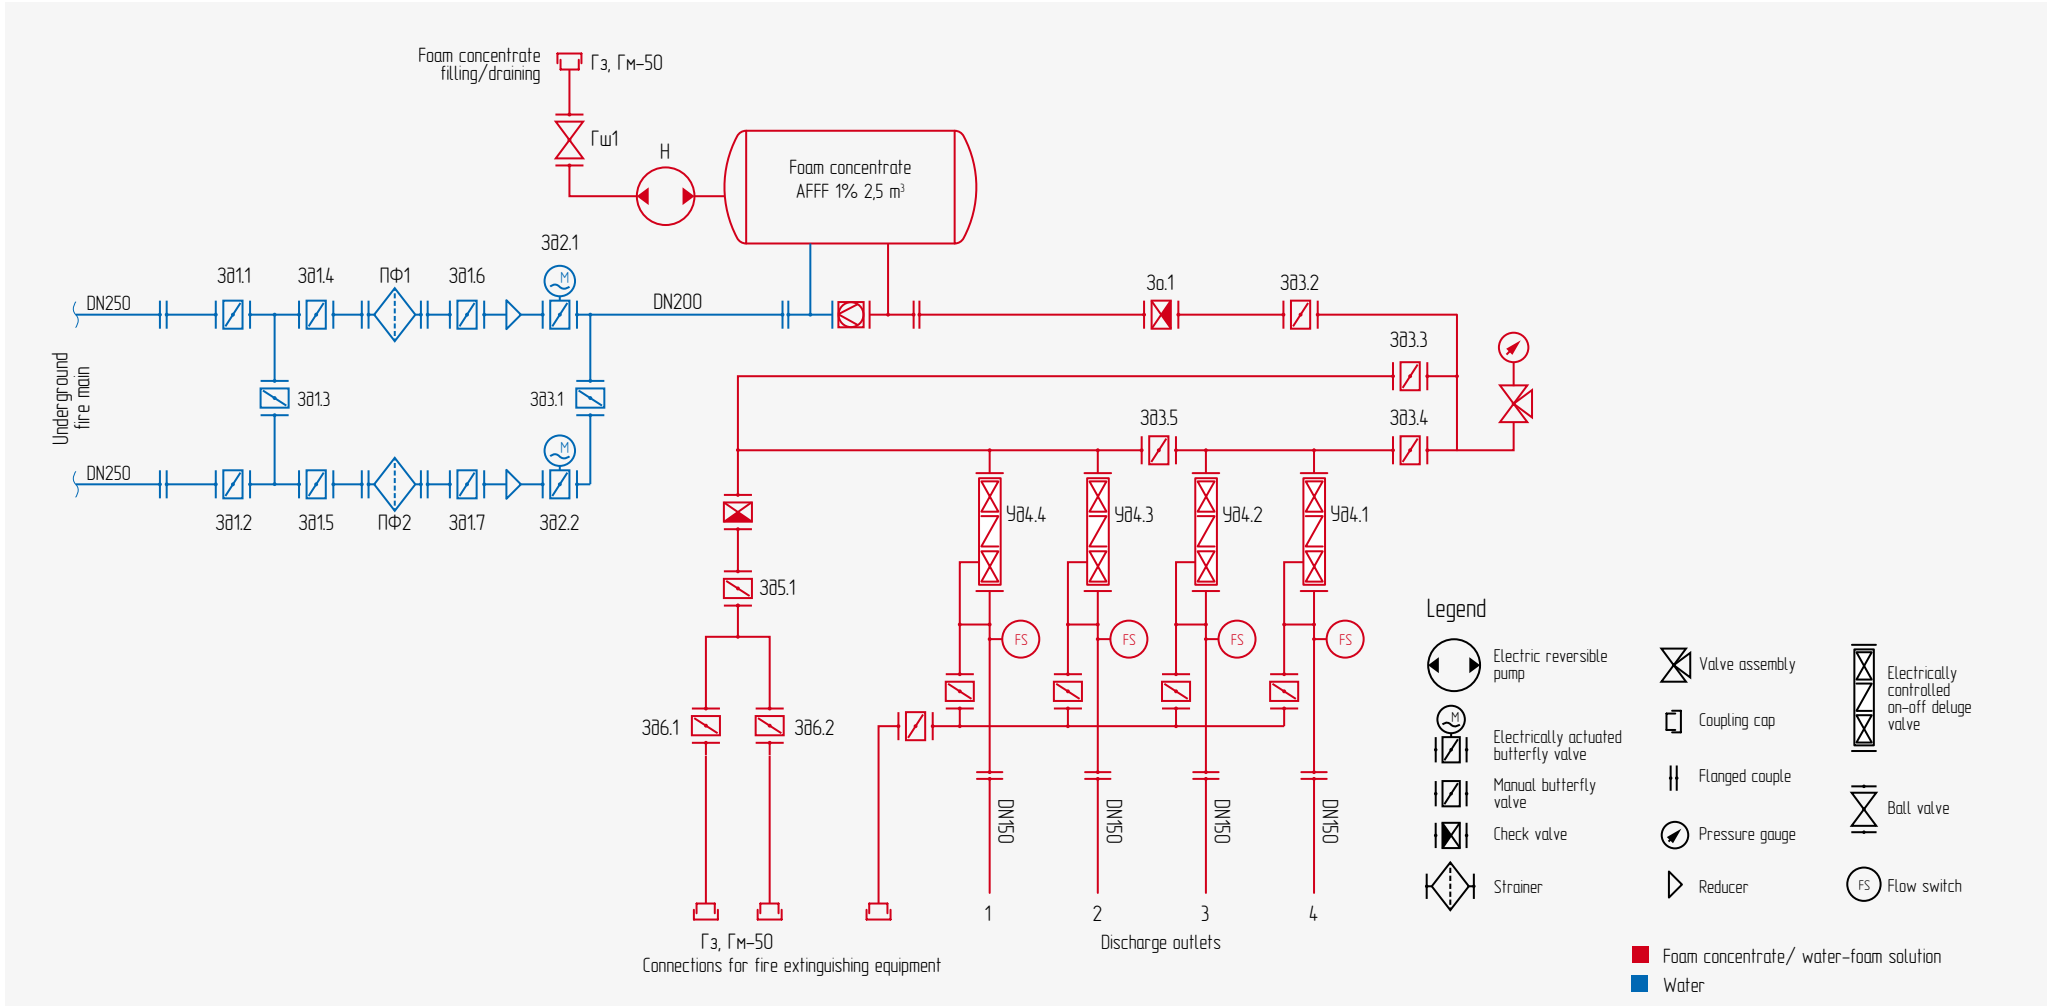 Foam concentrate
filling/draining
Гз, Гм-50
Гш1
Н
Foam concentrate
AFFF 1% 2,5 m³
Зд2.1
Зд1.1
Зд1.4
ПФ1
Зд1.6
DN250
DN200
Зо.1
Зд3.2
Зд3.3
Underground
fire main
Зд1.3
Зд3.1
Зд3.5
Зд3.4
DN250
Зд1.2
Зд1.5
ПФ2
Зд1.7
Зд2.2
M
M
Уд4.4
Уд4.3
Уд4.2
Уд4.1
Зд5.1
FS
FS
FS
FS
Зд6.1
Зд6.2
DN150
DN150
DN150
DN150
1
2
3
4
Discharge outlets
Гз, Гм-50
Connections for fire extinguishing equipment
Legend
Electric reversible
pump
M
Electrically actuated
butterfly valve
Manual butterfly
valve
Check valve
Strainer
Valve assembly
Coupling cap
Flanged couple
Pressure gauge
Reducer
Electrically
controlled
on-off deluge
valve
Ball valve
FS
Flow switch
Foam concentrate/ water-foam solution
Water